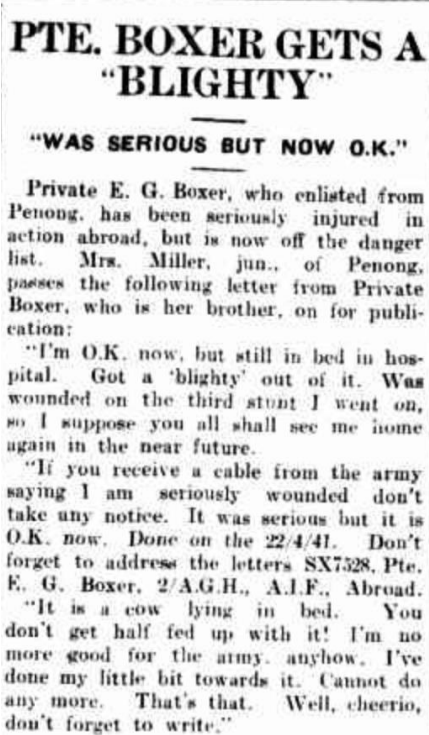 PTE. BOXER GETS A
"BLIGHTY"
"WAS SERIOUS BUT NOW O.K."
Private E. G. Boxer, who enlisted from
Penong, has been seriously injured in
action abroad, but is now off the danger
list. Mrs. Miller, jun., of Penong,
passes the following letter from Private
Boxer, who is her brother, on for publi-
cation:
"I'm O.K. now, but still in bed in hos-
pital. Got a 'blighty' out of it. Was
wounded on the third stunt I went on,
so I suppose you all shall see me home
again in the near future.
"If you receive a cable from the army
saying I am seriously wounded don't
take any notice. It was serious but it is
O.K. now. Done on the 22/4/41. Don't
forget to address the letters SX7528, Pte.
E. G. Boxer, 2/A.G.H., A.I.F., Abroad.
"It is a cow lying in bed. You
don't get half fed up with it! I'm no
more good for the army, anyhow. I've
done my little bit towards it. Cannot do
any more. That's that. Well, cheerio,
don't forget to write."